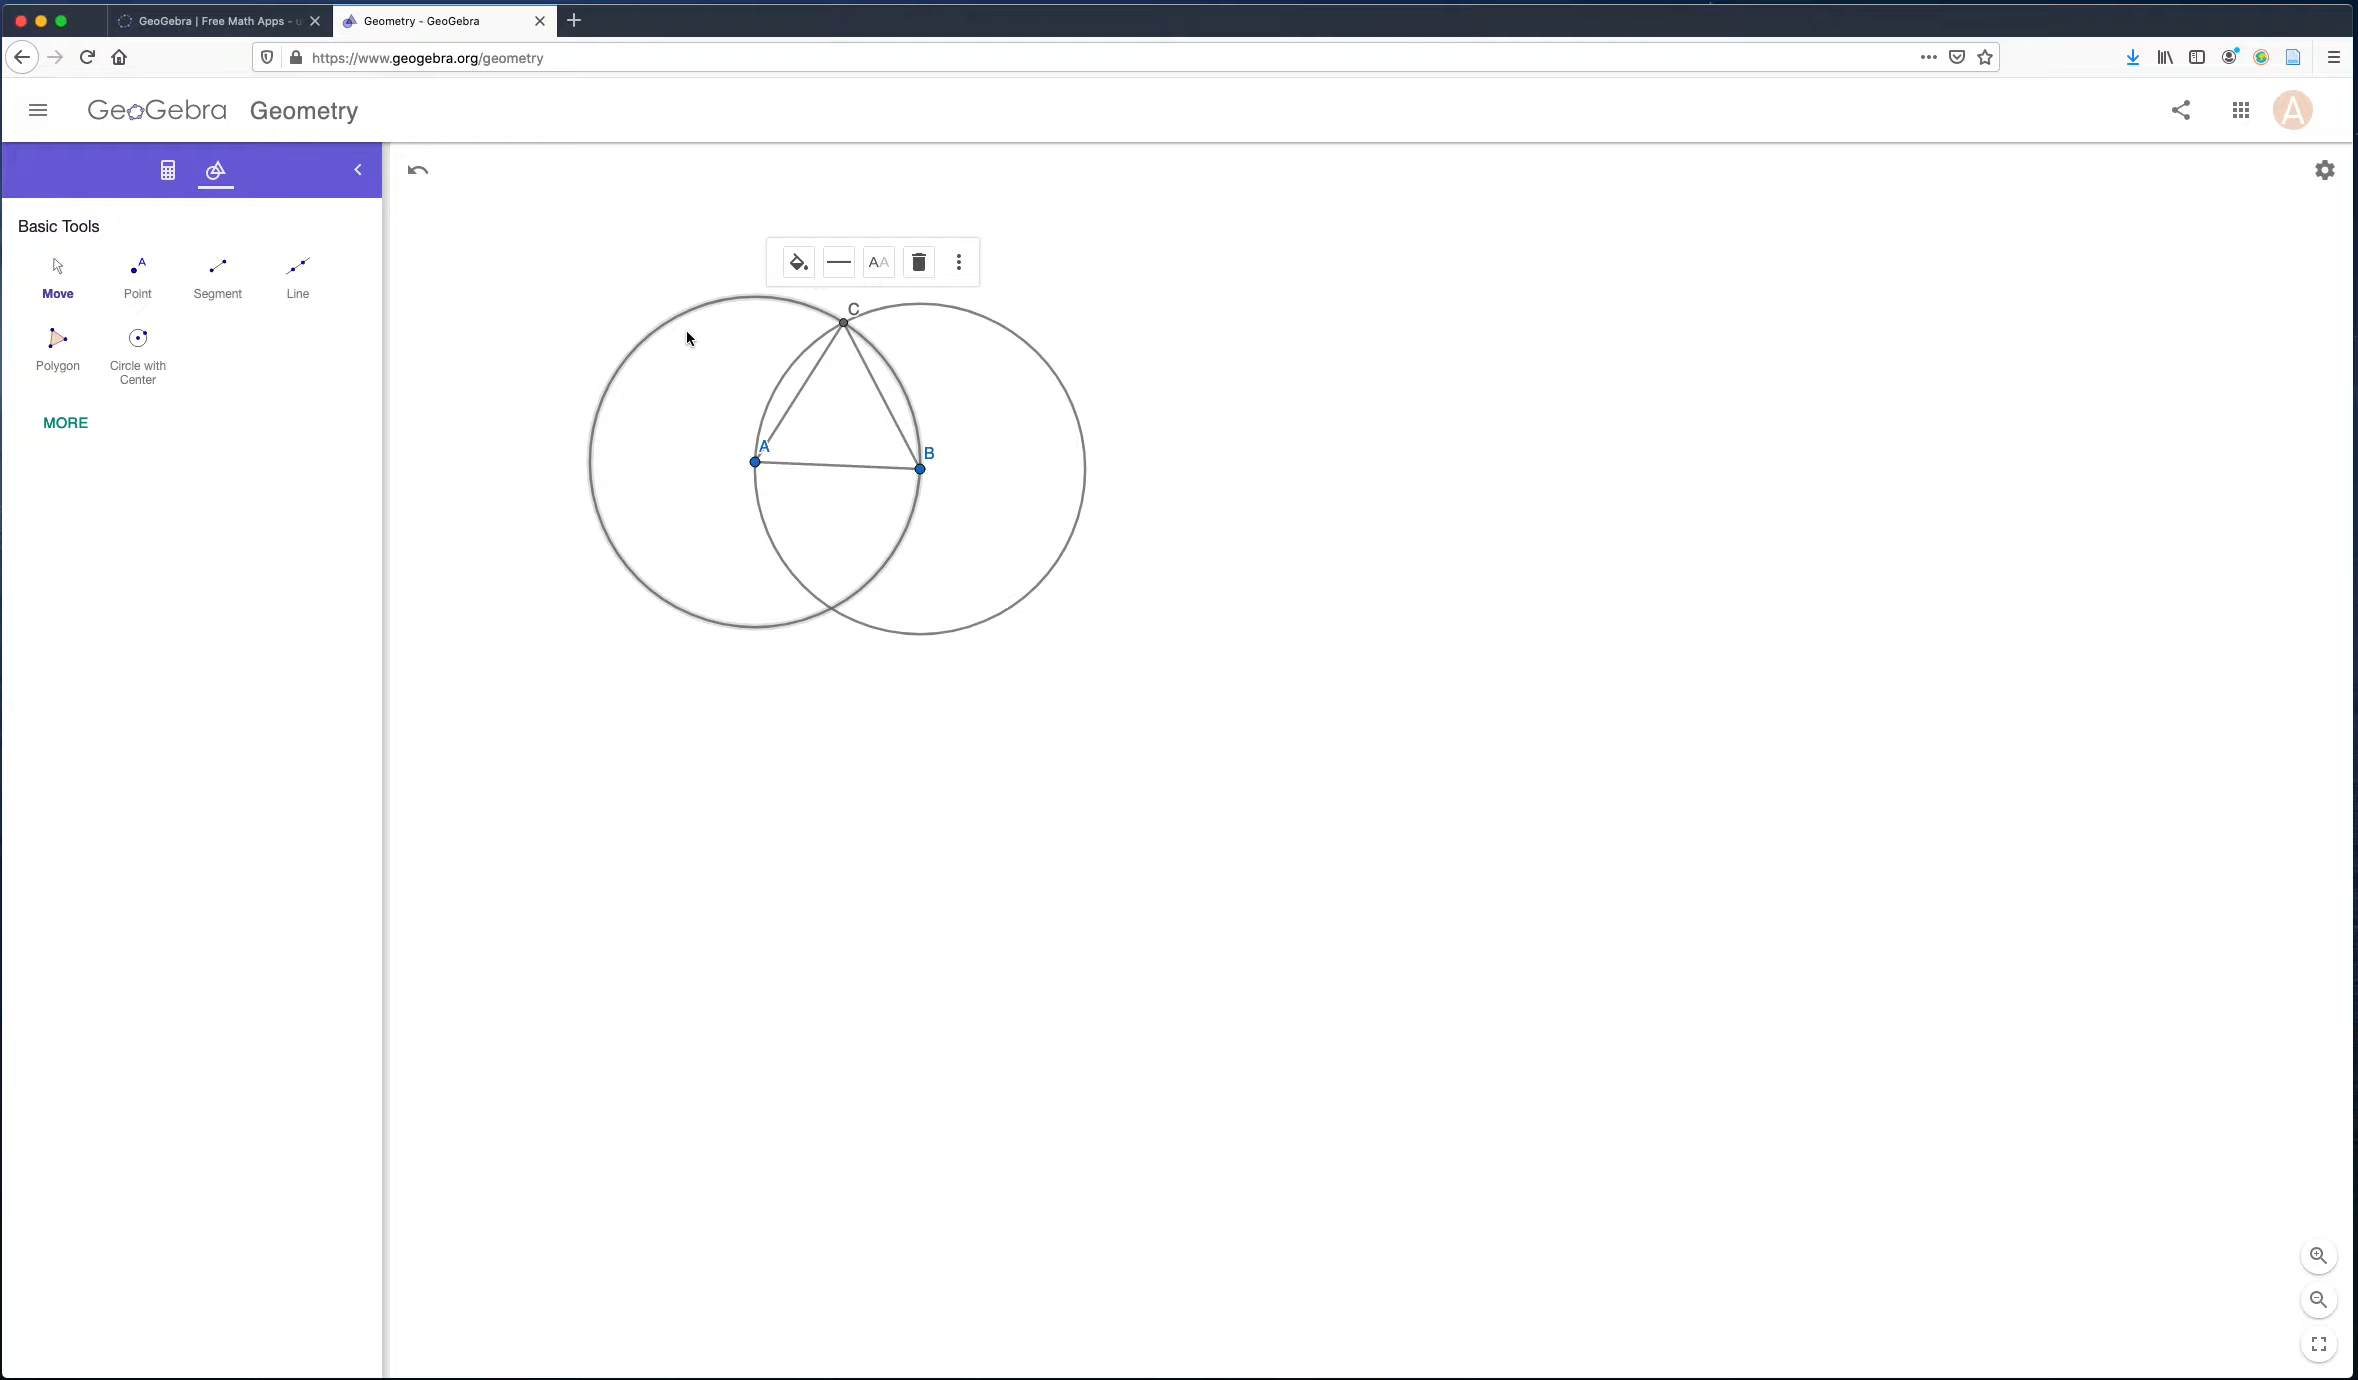 GeoGebra | Free Math Apps - u
Geometry - GeoGebra
https://www.geogebra.org/geometry
GeoGebra Geometry
A
Basic Tools
A
Move Point Segment Line
Polygon Circle with Center
MORE
AA
C
A
B